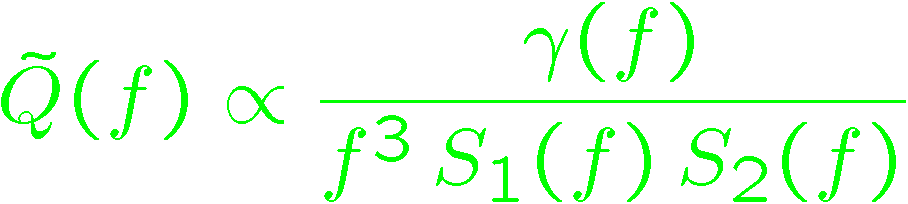 Q̃(f) ∝ γ(f) / (f³ S₁(f) S₂(f))